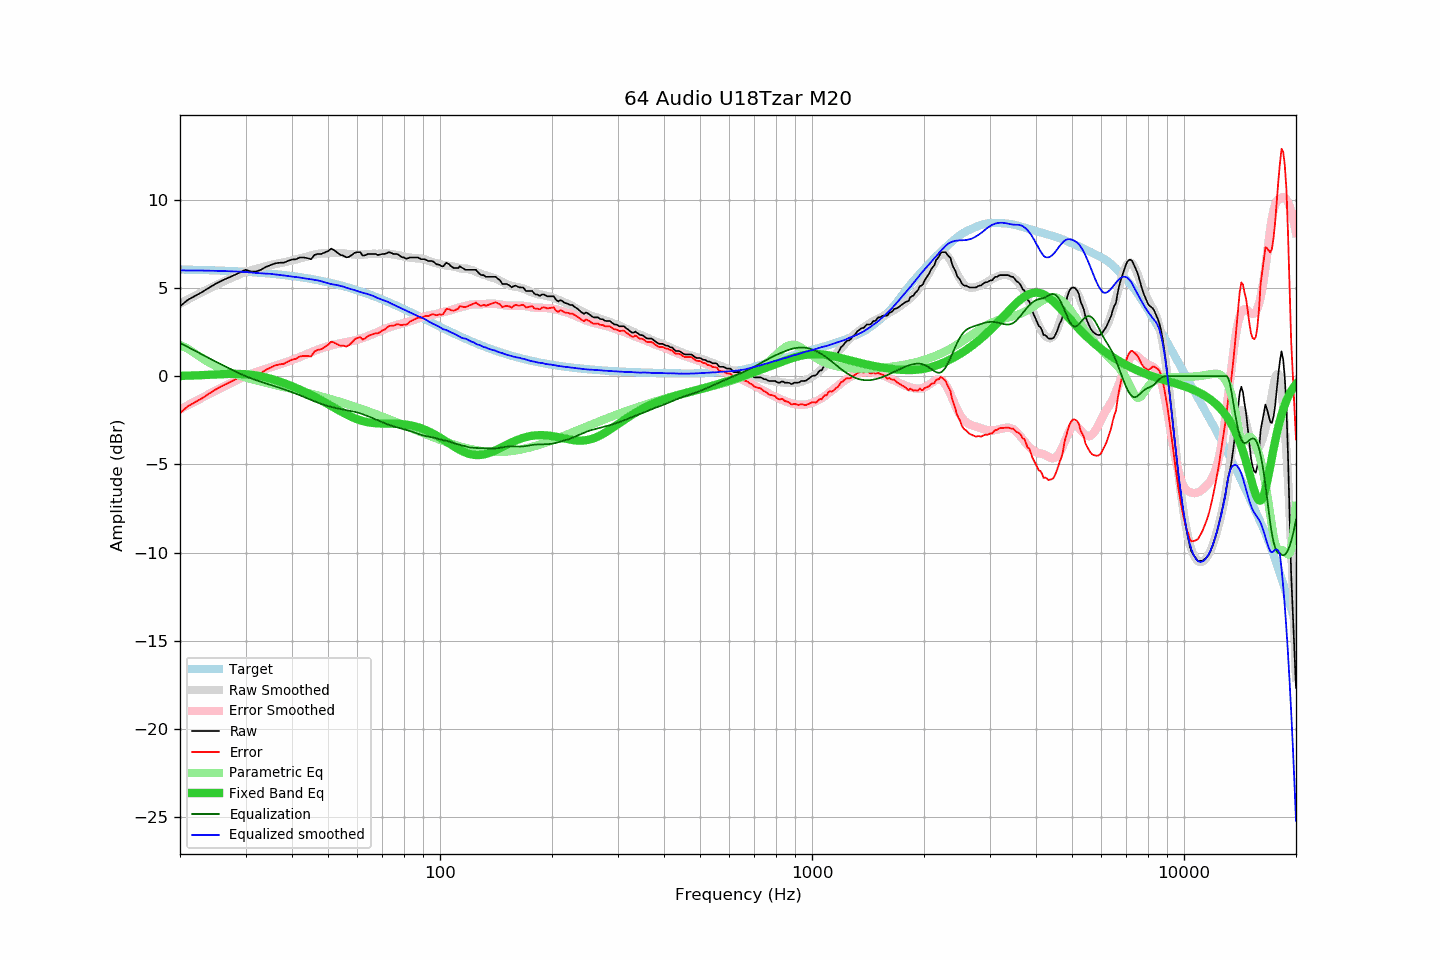 64 Audio U18Tzar M20
10
5
0
−5
−10
−15
−20
−25
Amplitude (dBr)
Target
Raw Smoothed
Error Smoothed
Raw
Error
Parametric Eq
Fixed Band Eq
Equalization
Equalized smoothed
100
1000
10000
Frequency (Hz)